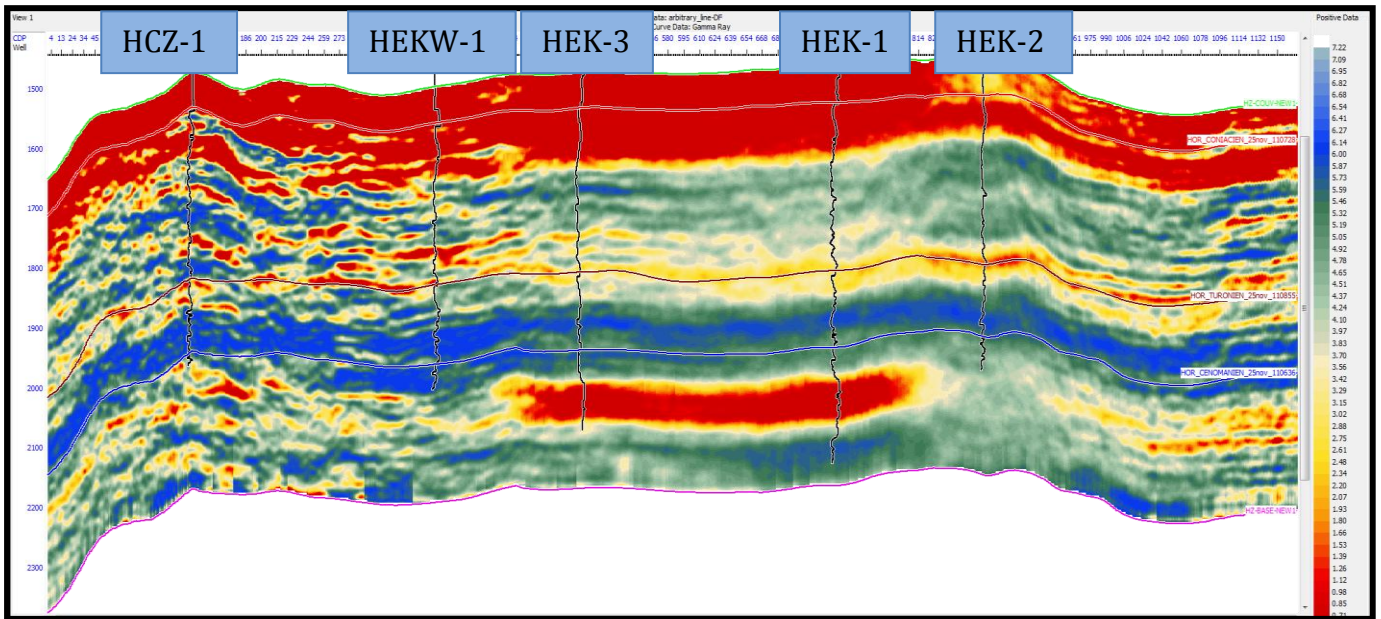 View 1
ata: arbitrary_line-DF
Curve Data: Gamma Ray
Positive Data
CDP
Well
4 13 24 34 45
186 200 215 229 244 259 273
580 595 610 624 639 654 668
814
975 990 1006 1024 1042 1060 1078 1096 1114 1132 1150
HCZ-1
HEKW-1
HEK-3
HEK-1
HEK-2
1500
1600
1700
1800
1900
2000
2100
2200
2300
HZ-COUV-NEW1
HOR_CONIACIEN_25nov_110728
HOR_TURONIEN_25nov_110855
HOR_CENOMANIEN_25nov_110636
HZ-BASE-NEW1
7.22
7.09
6.95
6.82
6.68
6.54
6.41
6.27
6.14
6.00
5.87
5.73
5.59
5.46
5.32
5.19
5.05
4.92
4.78
4.65
4.51
4.37
4.24
4.10
3.97
3.83
3.70
3.56
3.42
3.29
3.15
3.02
2.88
2.75
2.61
2.48
2.34
2.20
2.07
1.93
1.80
1.66
1.53
1.39
1.26
1.12
0.98
0.85
0.71